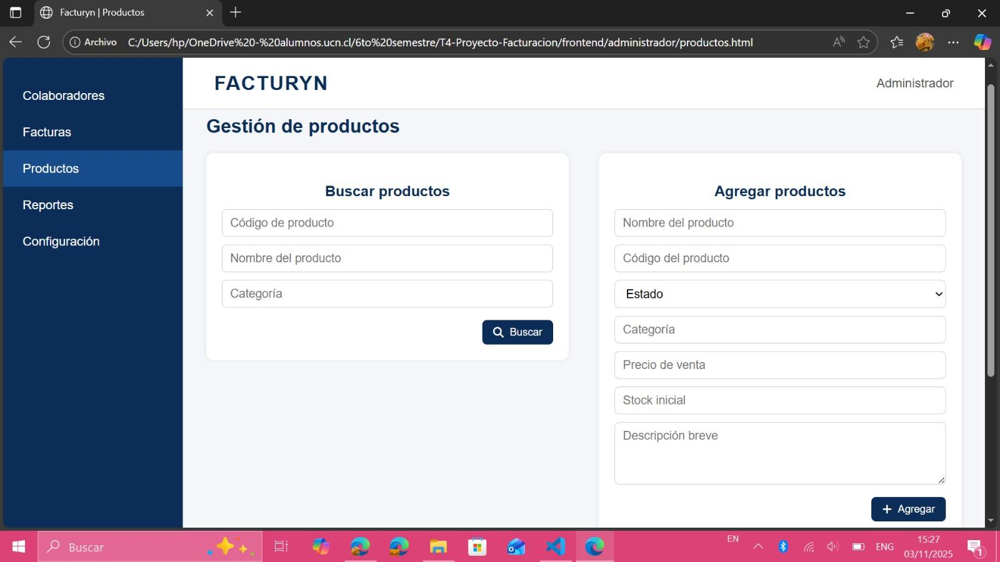 Facturyn | Productos
Archivo C:/Users/hp/OneDrive%20-%20alumnos.ucn.cl/6to%20semestre/T4-Proyecto-Facturacion/frontend/administrador/productos.html
Colaboradores
Facturas
Productos
Reportes
Configuración
FACTURYN
Administrador
Gestión de productos
Buscar productos
Código de producto
Nombre del producto
Categoría
Buscar
Agregar productos
Nombre del producto
Código del producto
Estado
Categoría
Precio de venta
Stock inicial
Descripción breve
Agregar
Buscar
EN
ENG
15:27
03/11/2025
1